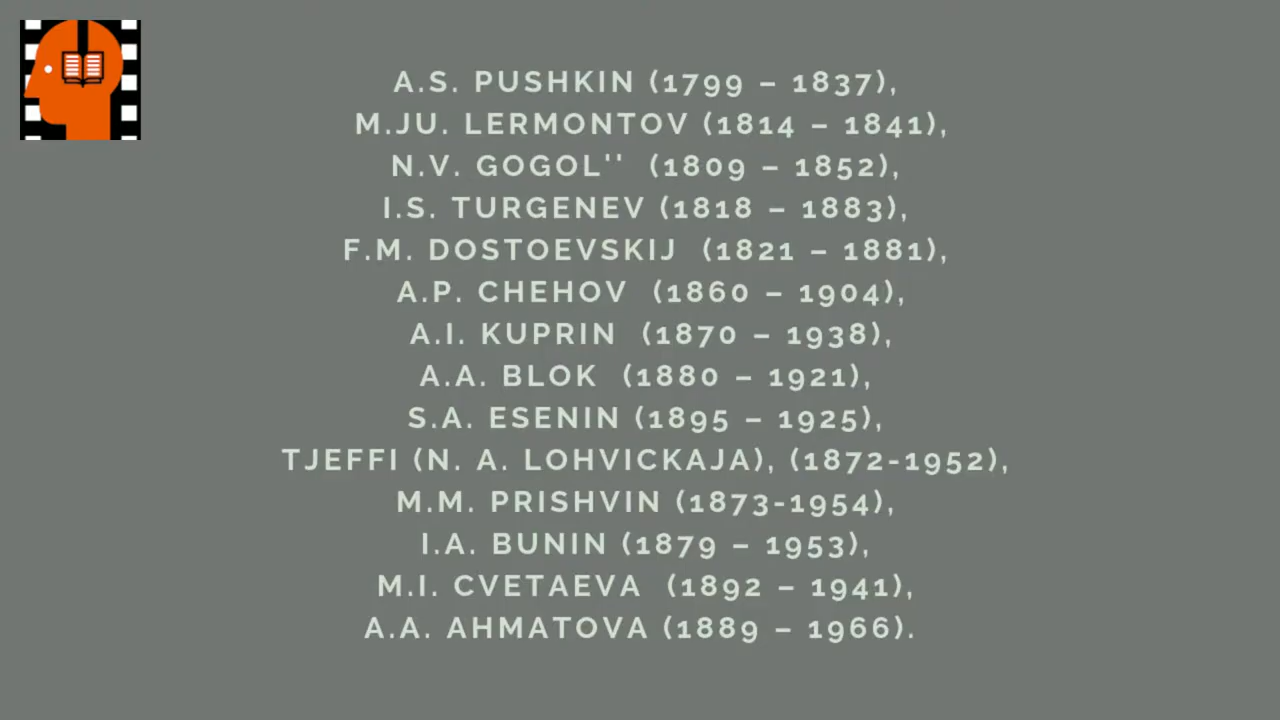 A.S. PUSHKIN (1799 – 1837),
M.JU. LERMONTOV (1814 – 1841),
N.V. GOGOL'' (1809 – 1852),
I.S. TURGENEV (1818 – 1883),
F.M. DOSTOEVSKIJ (1821 – 1881),
A.P. CHEHOV (1860 – 1904),
A.I. KUPRIN (1870 – 1938),
A.A. BLOK (1880 – 1921),
S.A. ESENIN (1895 – 1925),
TJEFFI (N. A. LOHVICKAJA), (1872-1952),
M.M. PRISHVIN (1873-1954),
I.A. BUNIN (1879 – 1953),
M.I. CVETAEVA (1892 – 1941),
A.A. AHMATOVA (1889 – 1966).